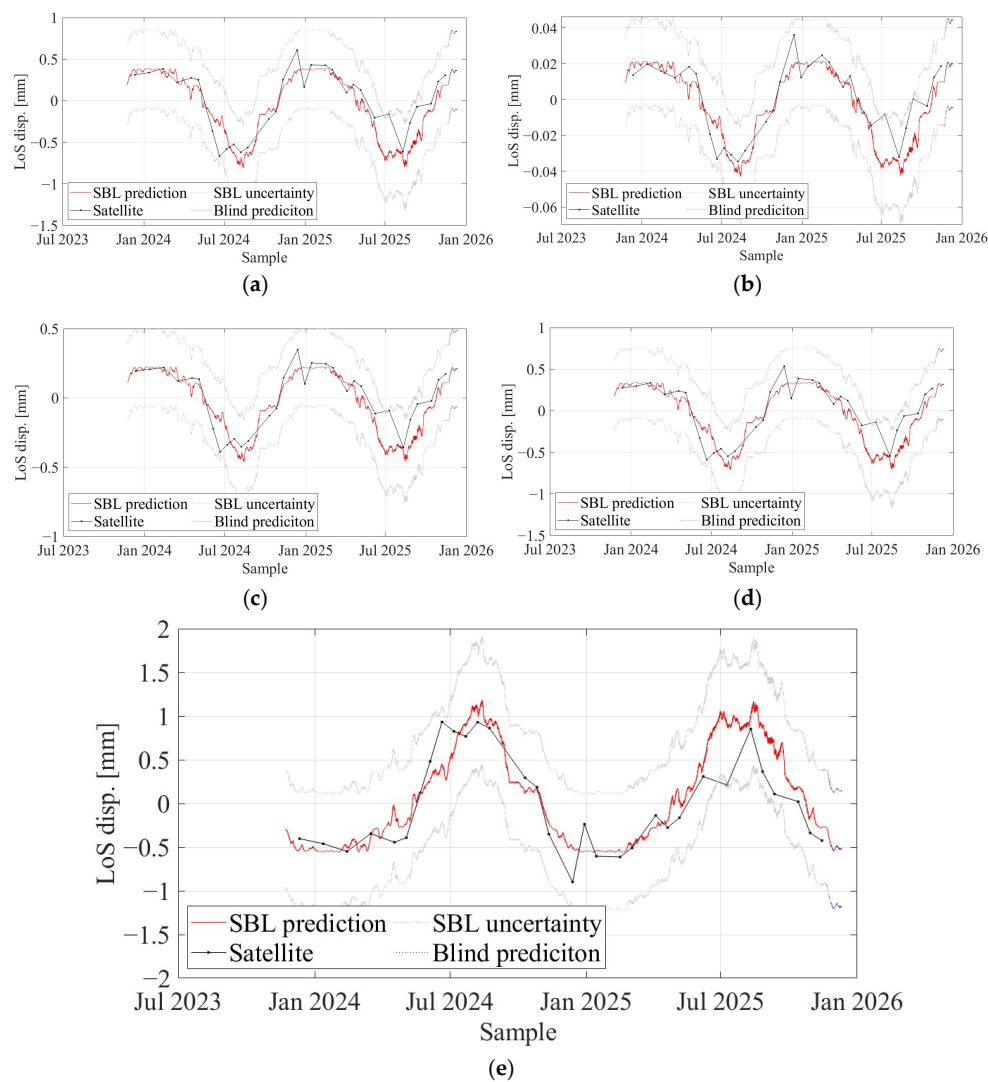 1
0.5
0
−0.5
−1
−1.5
LoS disp. [mm]
SBL prediction
SBL uncertainty
Satellite
Blind prediciton
Jul 2023
Jan 2024
Jul 2024
Jan 2025
Jul 2025
Jan 2026
Sample
(a)
0.04
0.02
0
−0.02
−0.04
−0.06
LoS disp. [mm]
SBL prediction
SBL uncertainty
Satellite
Blind prediciton
Jul 2023
Jan 2024
Jul 2024
Jan 2025
Jul 2025
Jan 2026
Sample
(b)
0.5
0
−0.5
−1
LoS disp. [mm]
SBL prediction
SBL uncertainty
Satellite
Blind prediciton
Jul 2023
Jan 2024
Jul 2024
Jan 2025
Jul 2025
Jan 2026
Sample
(c)
1
0.5
0
−0.5
−1
−1.5
LoS disp. [mm]
SBL prediction
SBL uncertainty
Satellite
Blind prediciton
Jul 2023
Jan 2024
Jul 2024
Jan 2025
Jul 2025
Jan 2026
Sample
(d)
2
1.5
1
0.5
0
−0.5
−1
−1.5
−2
LoS disp. [mm]
SBL prediction
SBL uncertainty
Satellite
Blind prediciton
Jul 2023
Jan 2024
Jul 2024
Jan 2025
Jul 2025
Jan 2026
Sample
(e)